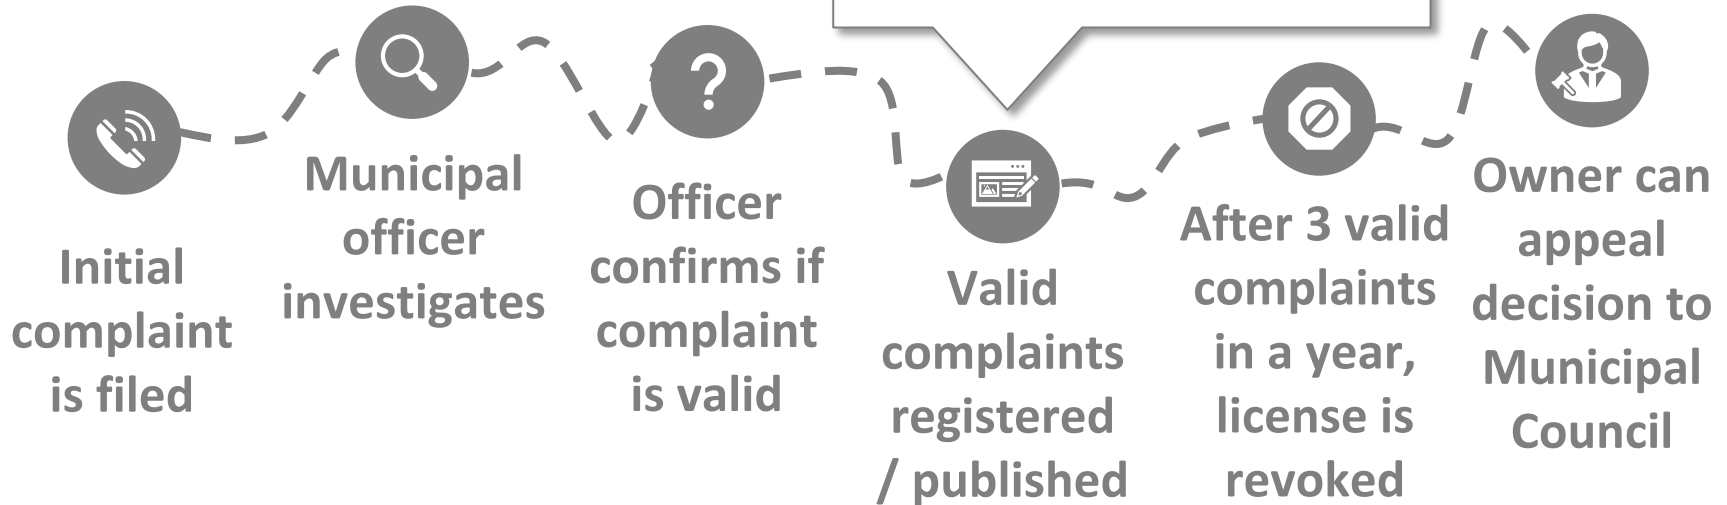 Initial
complaint
is filed
Municipal
officer
investigates
Officer
confirms if
complaint
is valid
Valid
complaints
registered
/ published
After 3 valid
complaints
in a year,
license is
revoked
Owner can
appeal
decision to
Municipal
Council